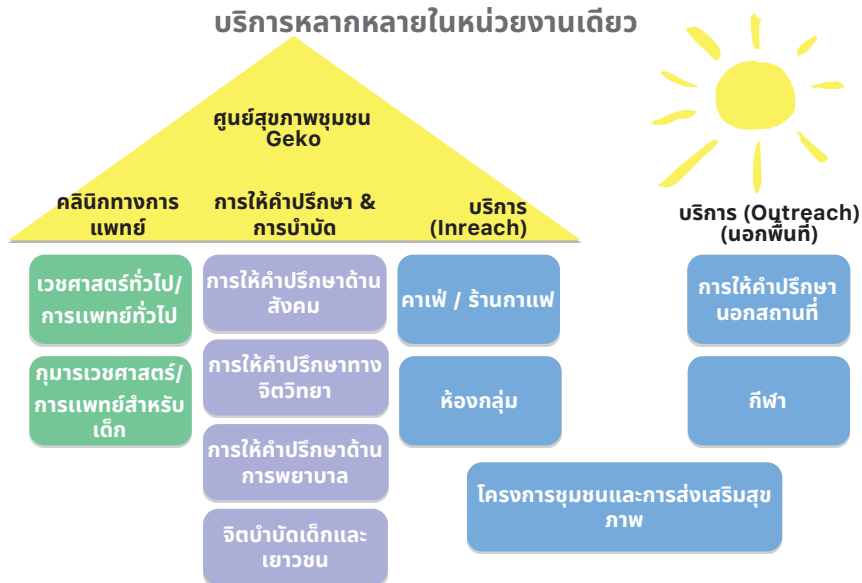 บริการหลากหลายในหน่วยงานเดียว
ศูนย์สุขภาพชุมชน
Geko
คลินิกทางการ
แพทย์
การให้คำปรึกษา &
การบำบัด
บริการ
(Inreach)
บริการ (Outreach)
(นอกพื้นที่)
เวชศาสตร์ทั่วไป/
การแพทย์ทั่วไป
กุมารเวชศาสตร์/
การแพทย์สำหรับ
เด็ก
การให้คำปรึกษาด้าน
สังคม
การให้คำปรึกษาทาง
จิตวิทยา
การให้คำปรึกษาด้าน
การพยาบาล
จิตบำบัดเด็กและ
เยาวชน
คาเฟ่ / ร้านกาแฟ
ห้องกลุ่ม
การให้คำปรึกษา
นอกสถานที่
กีฬา
โครงการชุมชนและการส่งเสริมสุข
ภาพ